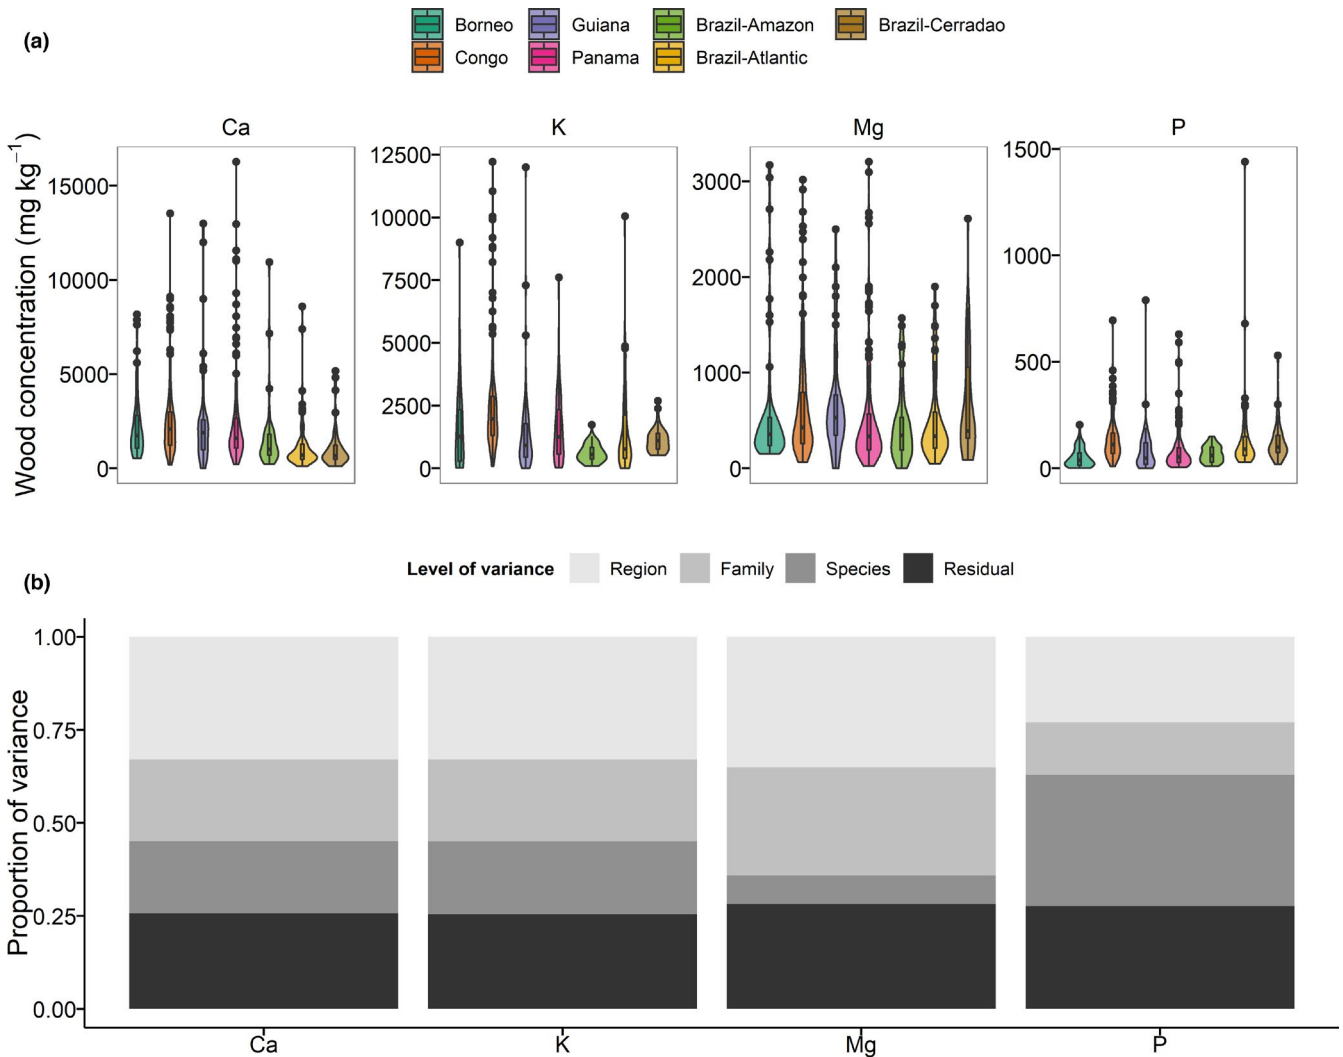 (a)
Borneo Guiana Brazil-Amazon Brazil-Cerradao
Congo Panama Brazil-Atlantic
Wood concentration (mg kg⁻¹)
Ca K Mg P
15000
10000
5000
0
12500
10000
7500
5000
2500
0
3000
2000
1000
0
1500
1000
500
0
(b)
Level of variance Region Family Species Residual
Proportion of variance
1.00
0.75
0.50
0.25
0.00
Ca K Mg P